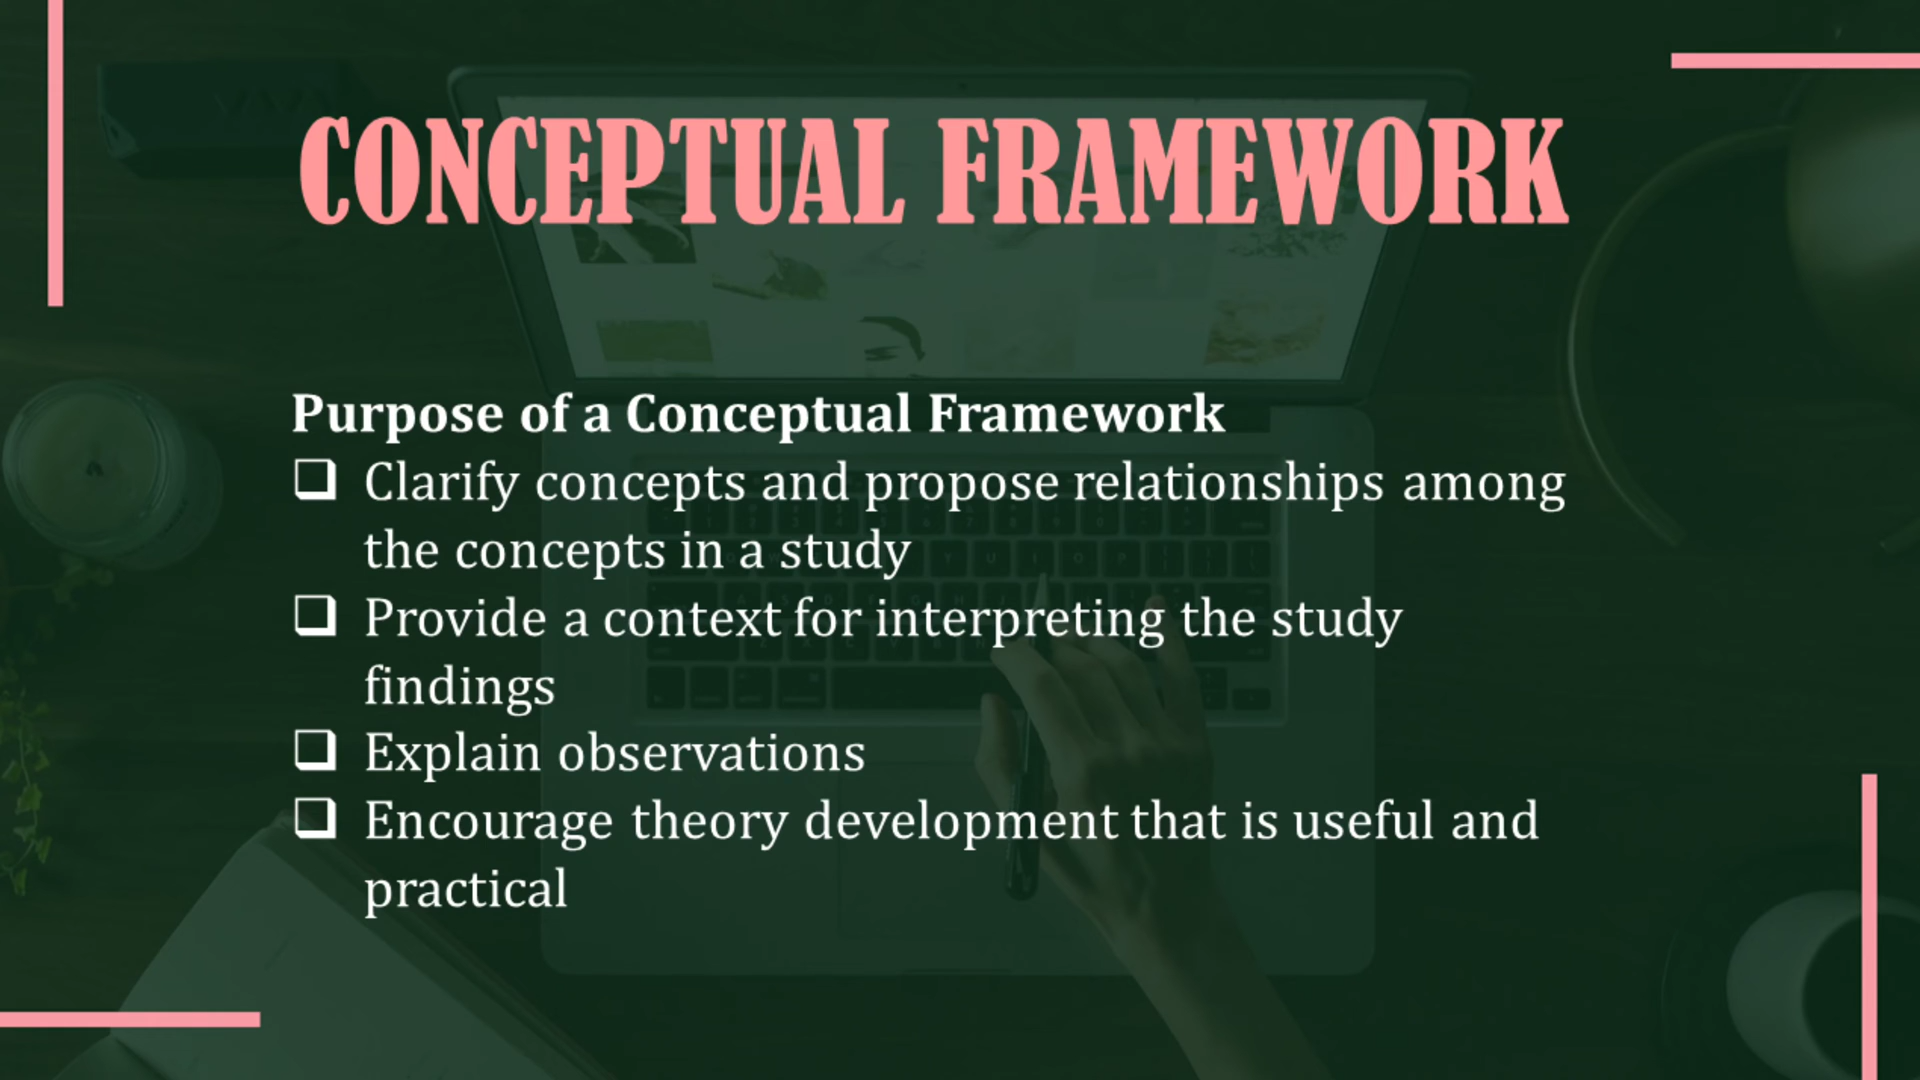 CONCEPTUAL FRAMEWORK
Purpose of a Conceptual Framework
❑ Clarify concepts and propose relationships among
the concepts in a study
❑ Provide a context for interpreting the study
findings
❑ Explain observations
❑ Encourage theory development that is useful and
practical